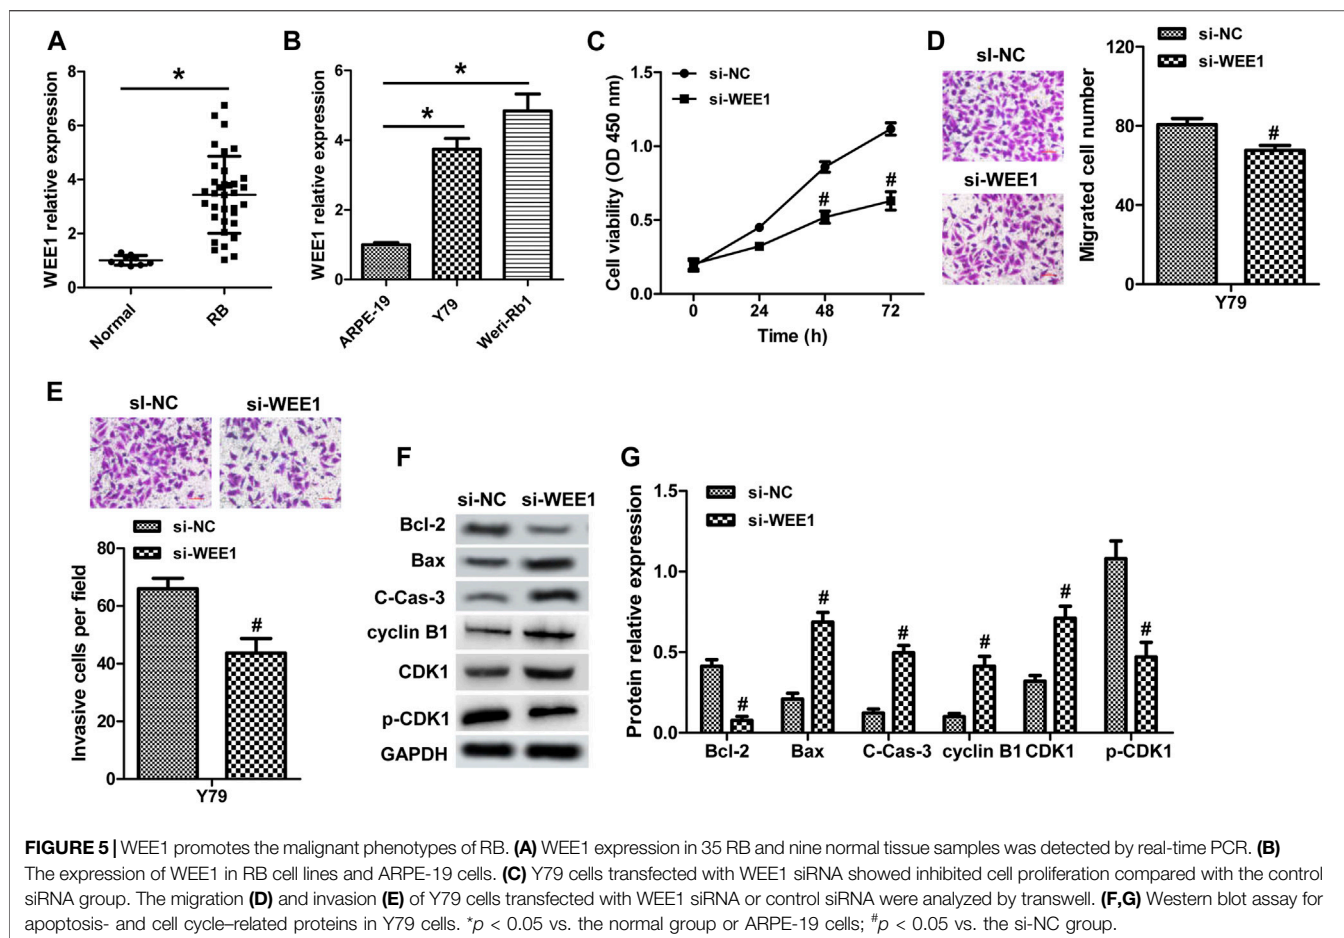 A
WEE1 relative expression
8
6
4
2
0
*
Normal
RB
B
WEE1 relative expression
6
4
2
0
*
*
ARPE-19
Y79
Weri-Rb1
C
Cell viability (OD 450 nm)
1.5
1.0
0.5
0.0
si-NC
si-WEE1
#
#
0 24 48 72
Time (h)
D
sI-NC
si-WEE1
si-NC
si-WEE1
Migrated cell number
120
80
40
0
#
Y79
E
sI-NC si-WEE1
si-NC
si-WEE1
Invasive cells per field
80
60
40
20
0
#
Y79
F
si-NC si-WEE1
Bcl-2
Bax
C-Cas-3
cyclin B1
CDK1
p-CDK1
GAPDH
G
Protein relative expression
1.5
1.0
0.5
0.0
si-NC
si-WEE1
# # # # # #
Bcl-2 Bax C-Cas-3 cyclin B1 CDK1 p-CDK1
FIGURE 5 | WEE1 promotes the malignant phenotypes of RB. (A) WEE1 expression in 35 RB and nine normal tissue samples was detected by real-time PCR. (B)
The expression of WEE1 in RB cell lines and ARPE-19 cells. (C) Y79 cells transfected with WEE1 siRNA showed inhibited cell proliferation compared with the control
siRNA group. The migration (D) and invasion (E) of Y79 cells transfected with WEE1 siRNA or control siRNA were analyzed by transwell. (F,G) Western blot assay for
apoptosis- and cell cycle–related proteins in Y79 cells. *p < 0.05 vs. the normal group or ARPE-19 cells; #p < 0.05 vs. the si-NC group.